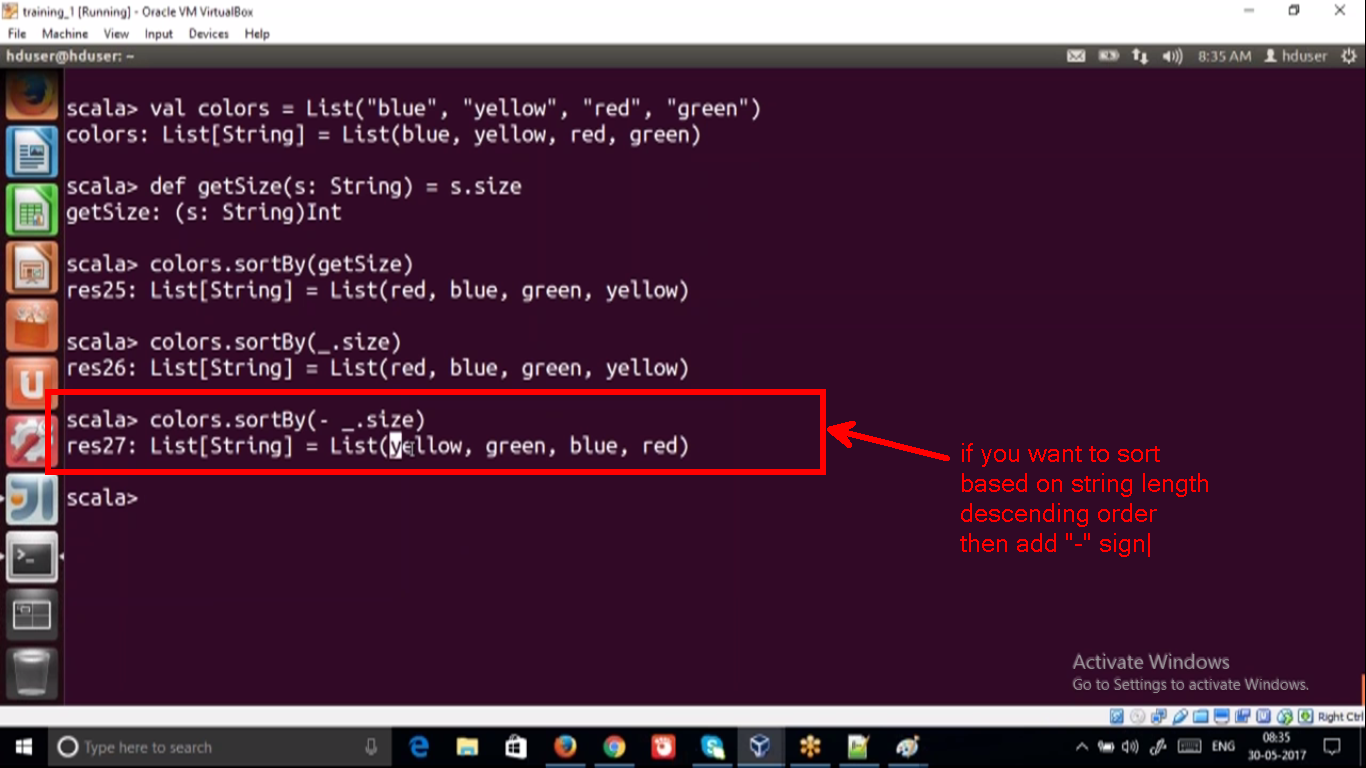 training_1 [Running] - Oracle VM VirtualBox
File Machine View Input Devices Help
hduser@hduser: ~
8:35 AM hduser
scala> val colors = List("blue", "yellow", "red", "green")
colors: List[String] = List(blue, yellow, red, green)
scala> def getSize(s: String) = s.size
getSize: (s: String)Int
scala> colors.sortBy(getSize)
res25: List[String] = List(red, blue, green, yellow)
scala> colors.sortBy(_.size)
res26: List[String] = List(red, blue, green, yellow)
scala> colors.sortBy(- _.size)
res27: List[String] = List(yellow, green, blue, red)
scala>
if you want to sort
based on string length
descending order
then add "-" sign
Activate Windows
Go to Settings to activate Windows.
Right Ctrl
Type here to search
ENG
08:35
30-05-2017